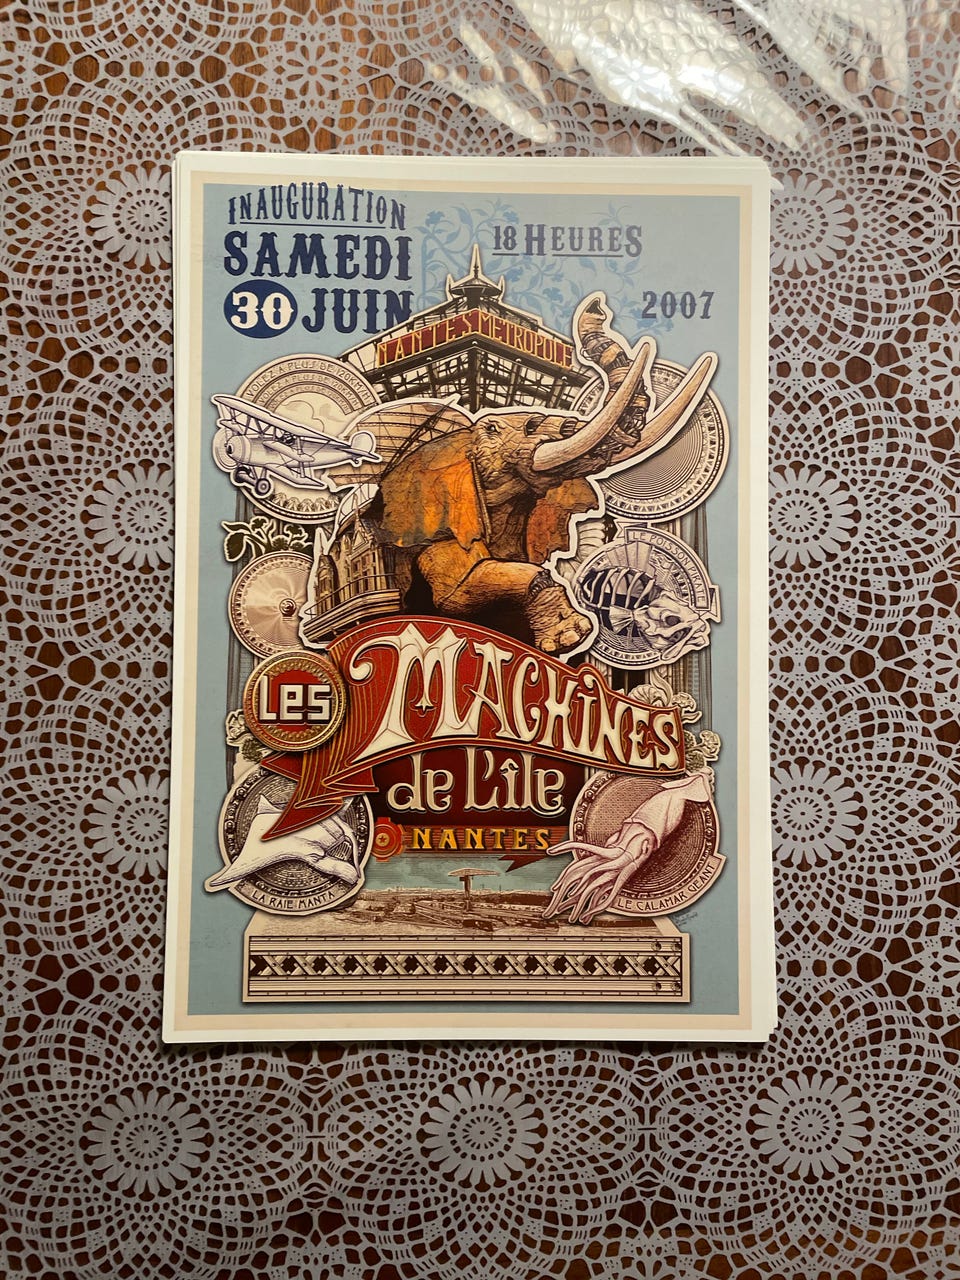 INAUGURATION
SAMEDI
30 JUIN
18 HEURES
2007
NANTES METROPOLE
LE POISSON PIRATE
LES
MACHINES
de L'île
NANTES
LA RAIE MANTA
LE CALAMAR GÉANT